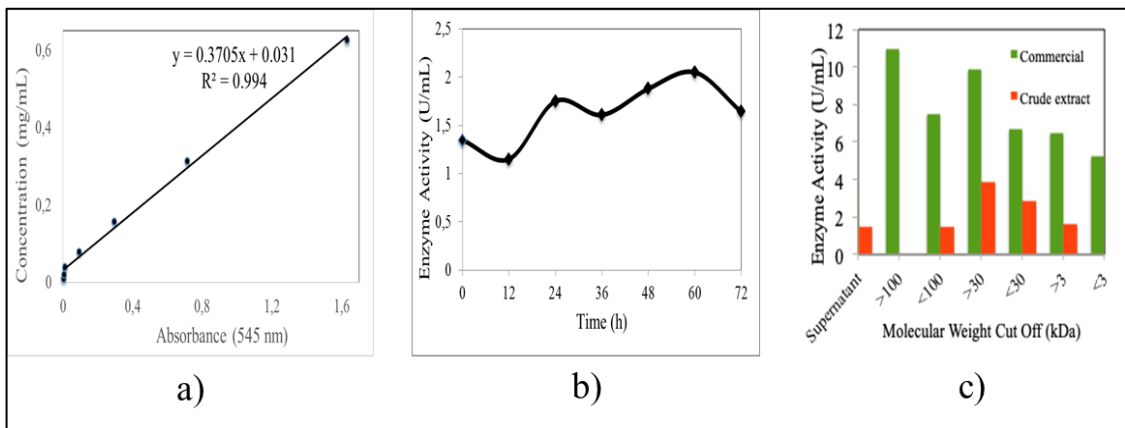 Concentration (mg/mL)
0,6
0,4
0,2
0
y = 0.3705x + 0.031
R² = 0.994
0
0,4
0,8
1,2
1,6
Absorbance (545 nm)
a)
Enzyme Activity (U/mL)
2,5
2
1,5
1
0,5
0
0
12
24
36
48
60
72
Time (h)
b)
Enzyme Activity (U/mL)
12
10
8
6
4
2
0
Commercial
Crude extract
Supernatant
>100
<100
>30
<30
>3
<3
Molecular Weight Cut Off (kDa)
c)